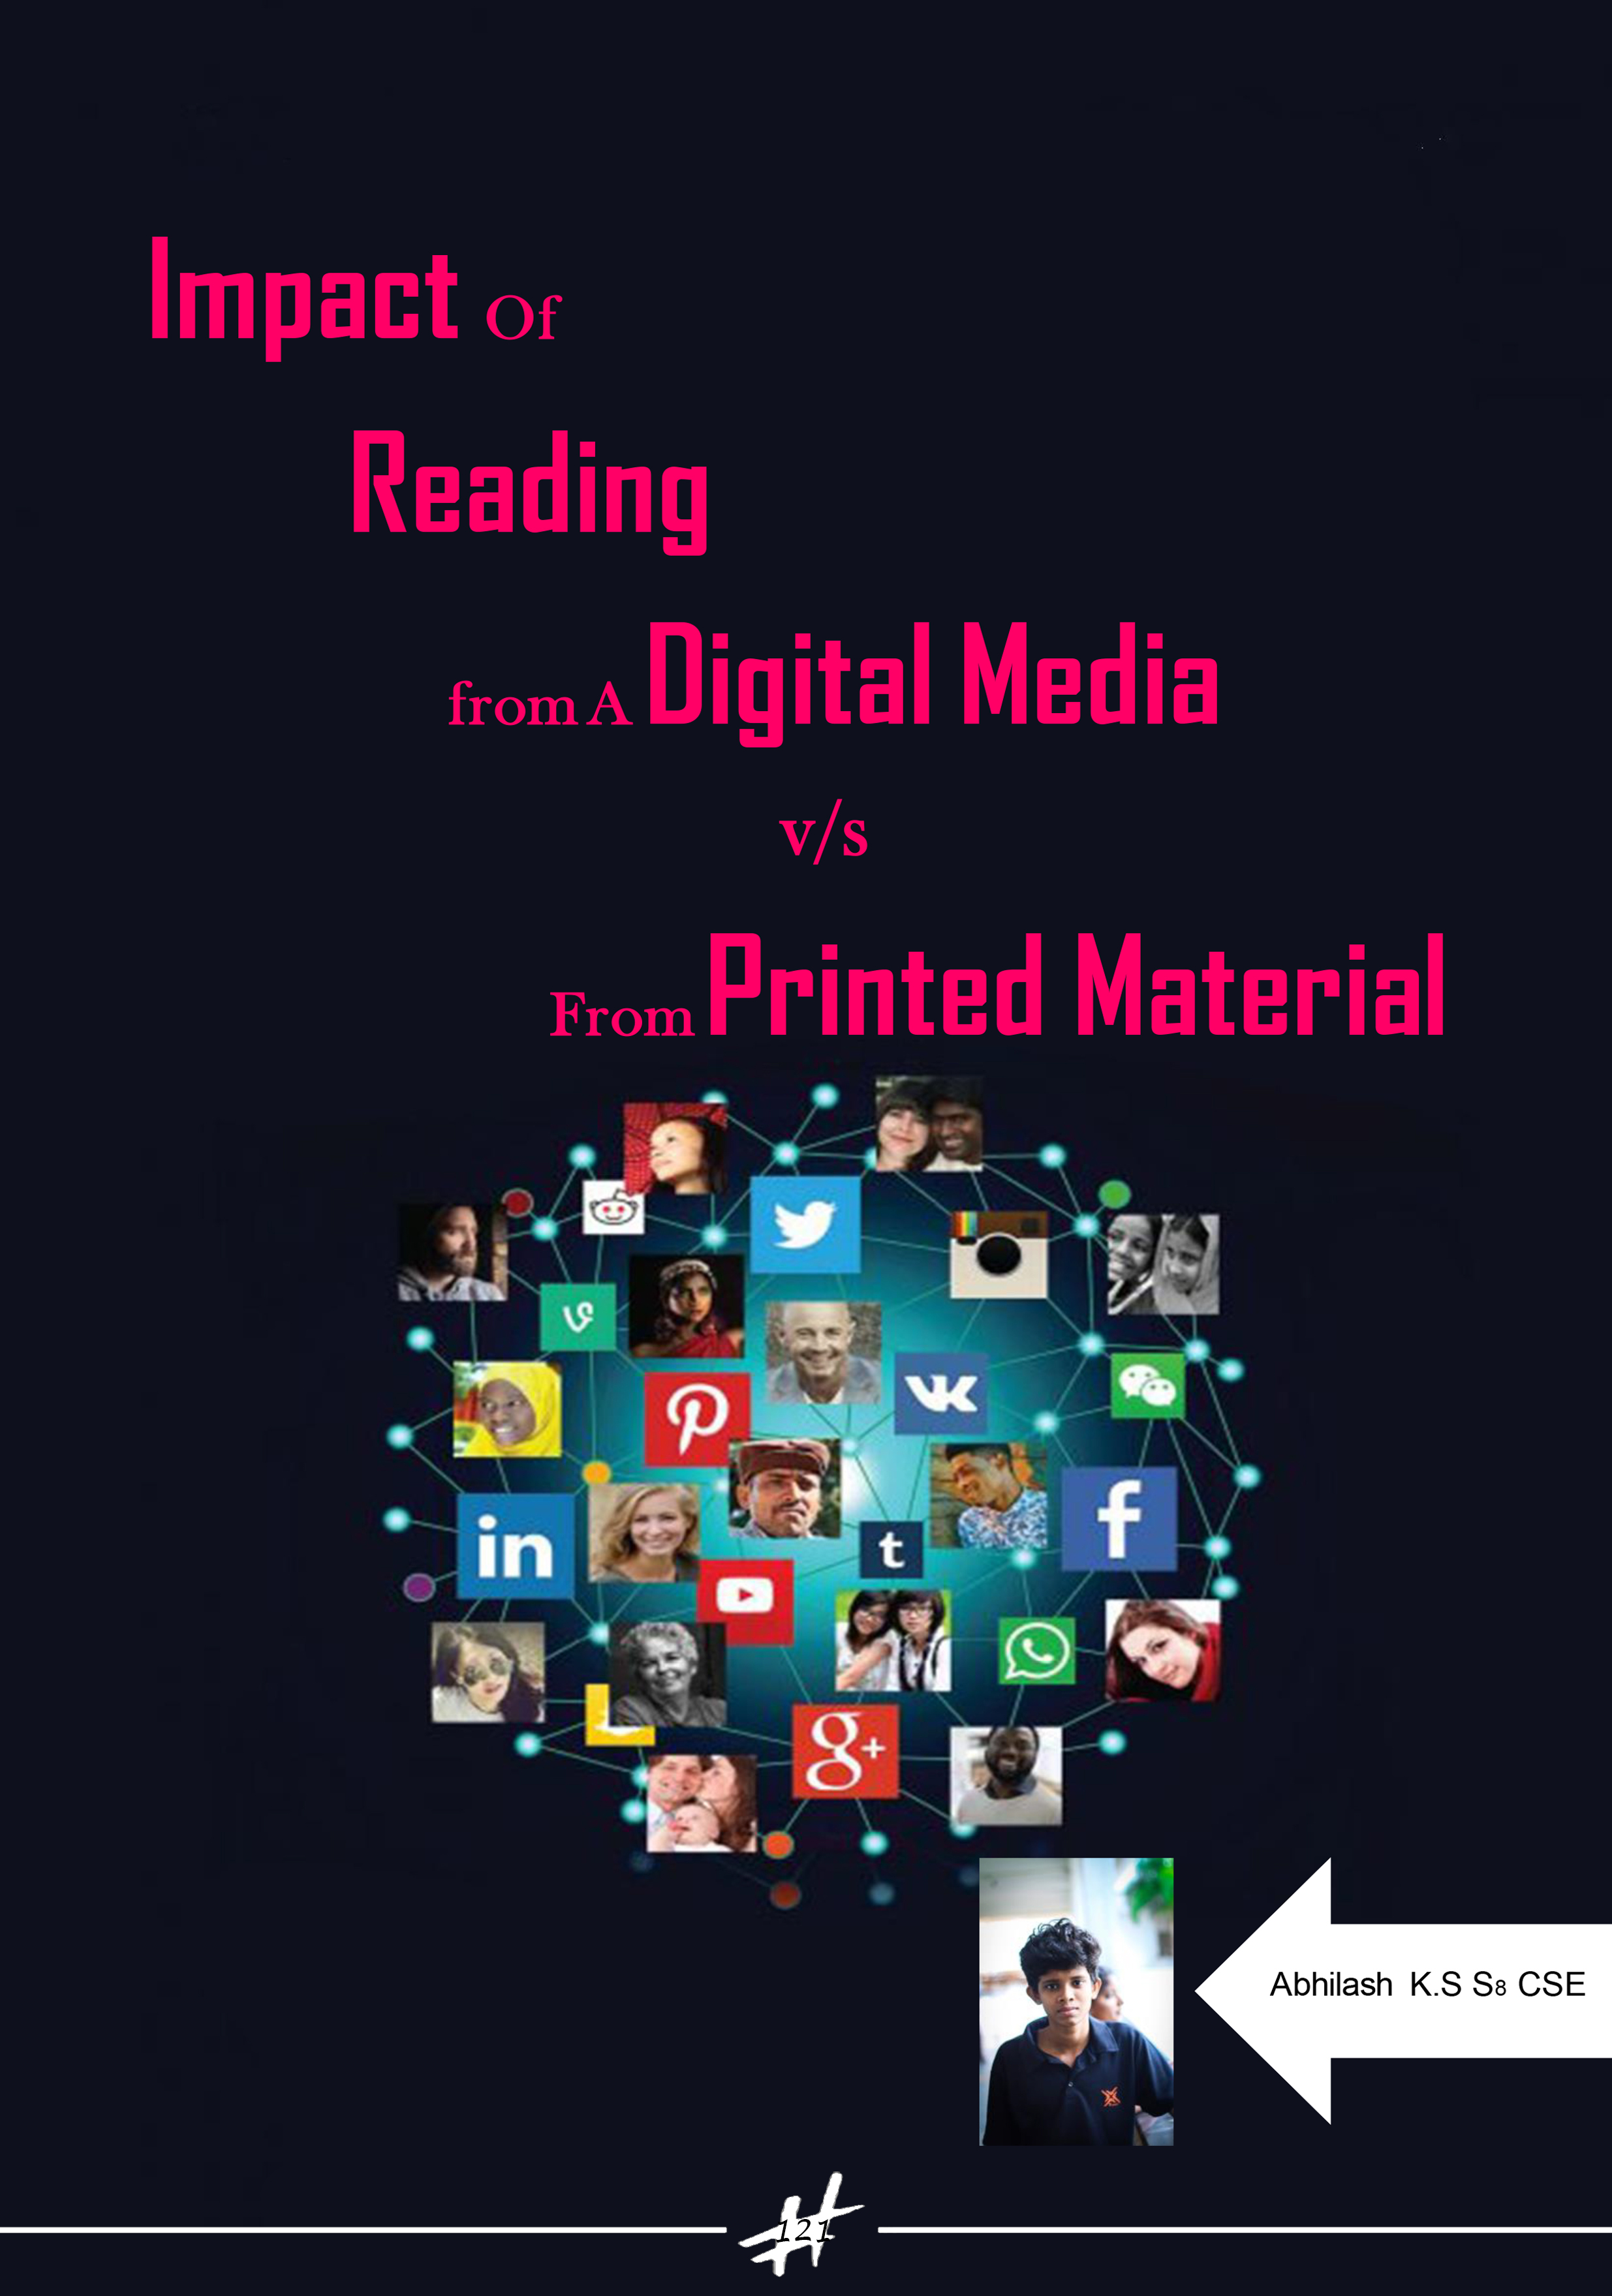 Impact Of
Reading
from A Digital Media
v/s
From Printed Material
in
t
f
g+
Abhilash K.S S8 CSE
121